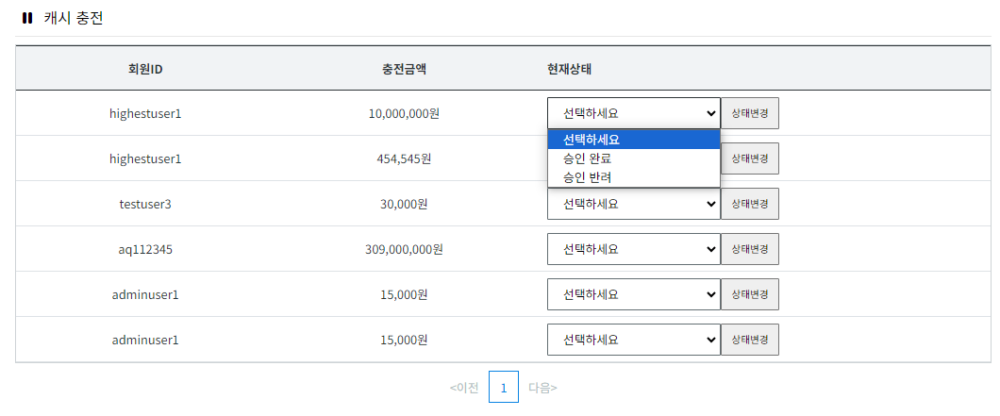 캐시 충전
회원ID 충전금액 현재상태
highestuser1 10,000,000원 선택하세요 상태변경
선택하세요
highestuser1 454,545원 승인 완료 상태변경
승인 반려
testuser3 30,000원 선택하세요 상태변경
aq112345 309,000,000원 선택하세요 상태변경
adminuser1 15,000원 선택하세요 상태변경
adminuser1 15,000원 선택하세요 상태변경
<이전 1 다음>